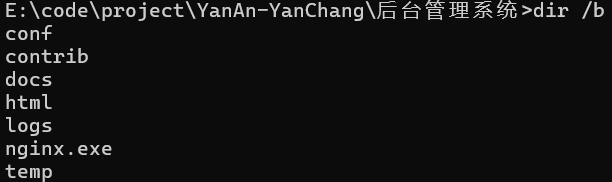 E:\code\project\YanAn-YanChang\后台管理系统>dir /b
conf
contrib
docs
html
logs
nginx.exe
temp